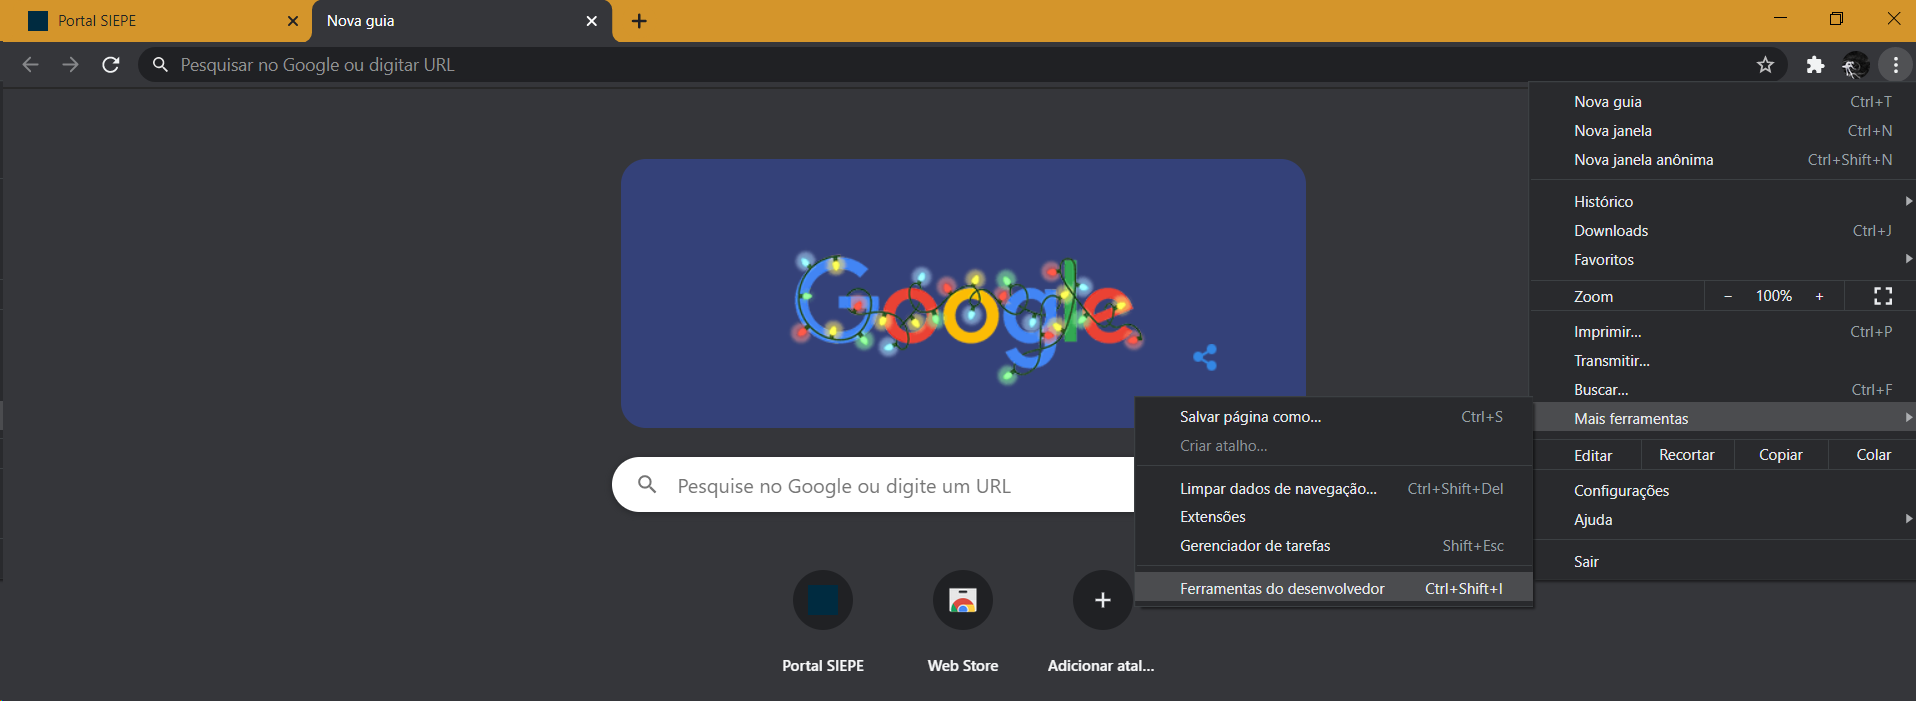 Portal SIEPE
Nova guia
Pesquisar no Google ou digitar URL
Nova guia Ctrl+T
Nova janela Ctrl+N
Nova janela anônima Ctrl+Shift+N
Histórico
Downloads Ctrl+J
Favoritos
Zoom − 100% +
Imprimir... Ctrl+P
Transmitir...
Buscar... Ctrl+F
Mais ferramentas
Editar Recortar Copiar Colar
Configurações
Ajuda
Sair
Google
Salvar página como... Ctrl+S
Criar atalho...
Limpar dados de navegação... Ctrl+Shift+Del
Extensões
Gerenciador de tarefas Shift+Esc
Ferramentas do desenvolvedor Ctrl+Shift+I
Pesquise no Google ou digite um URL
Portal SIEPE
Web Store
Adicionar atal...